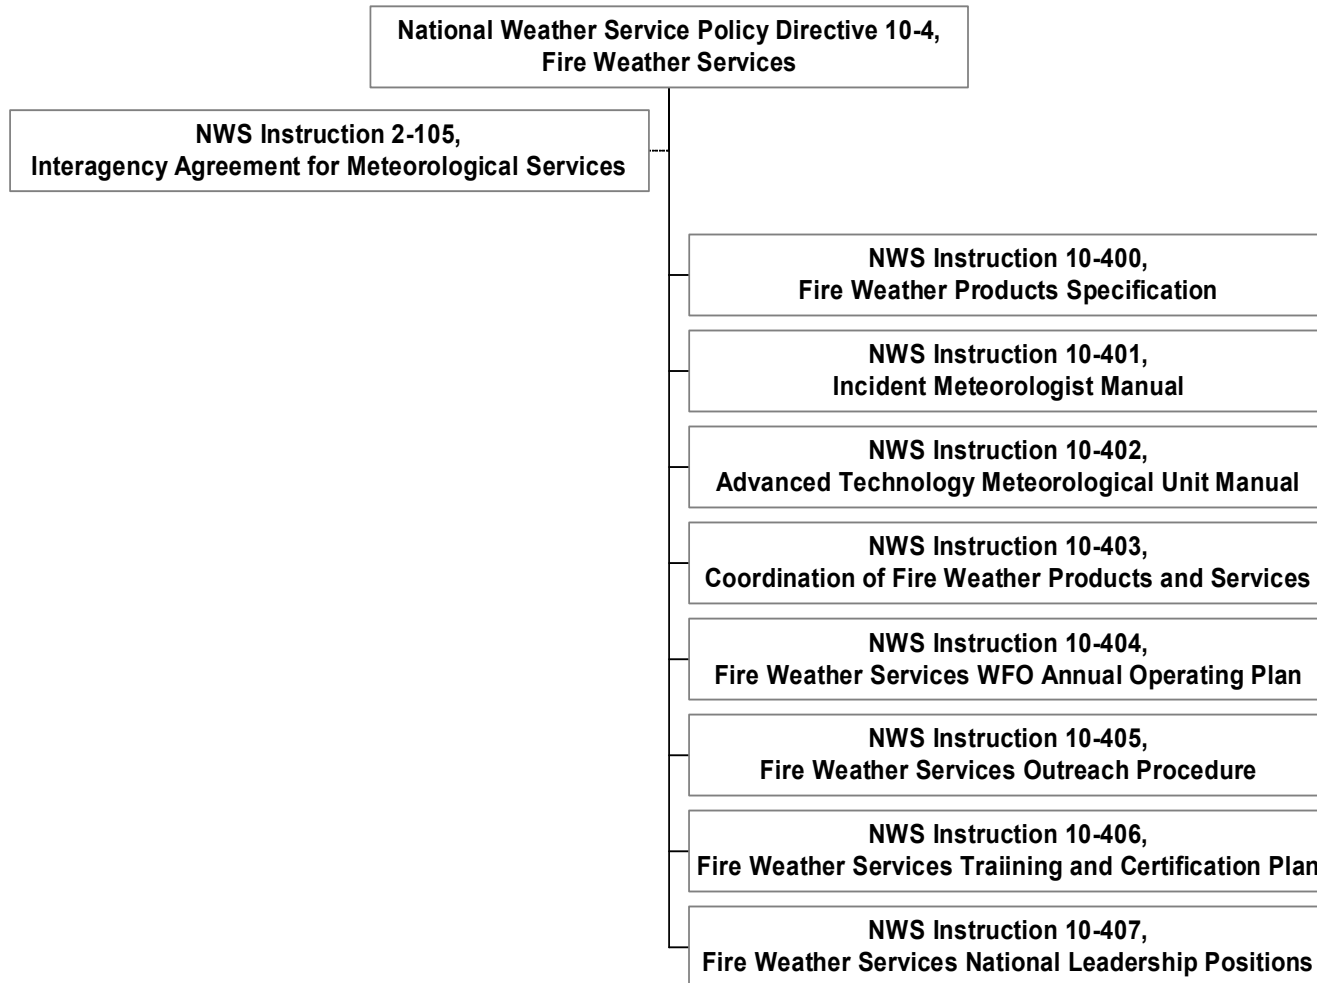 National Weather Service Policy Directive 10-4,
Fire Weather Services
NWS Instruction 2-105,
Interagency Agreement for Meteorological Services
NWS Instruction 10-400,
Fire Weather Products Specification
NWS Instruction 10-401,
Incident Meteorologist Manual
NWS Instruction 10-402,
Advanced Technology Meteorological Unit Manual
NWS Instruction 10-403,
Coordination of Fire Weather Products and Services
NWS Instruction 10-404,
Fire Weather Services WFO Annual Operating Plan
NWS Instruction 10-405,
Fire Weather Services Outreach Procedure
NWS Instruction 10-406,
Fire Weather Services Traiining and Certification Plan
NWS Instruction 10-407,
Fire Weather Services National Leadership Positions